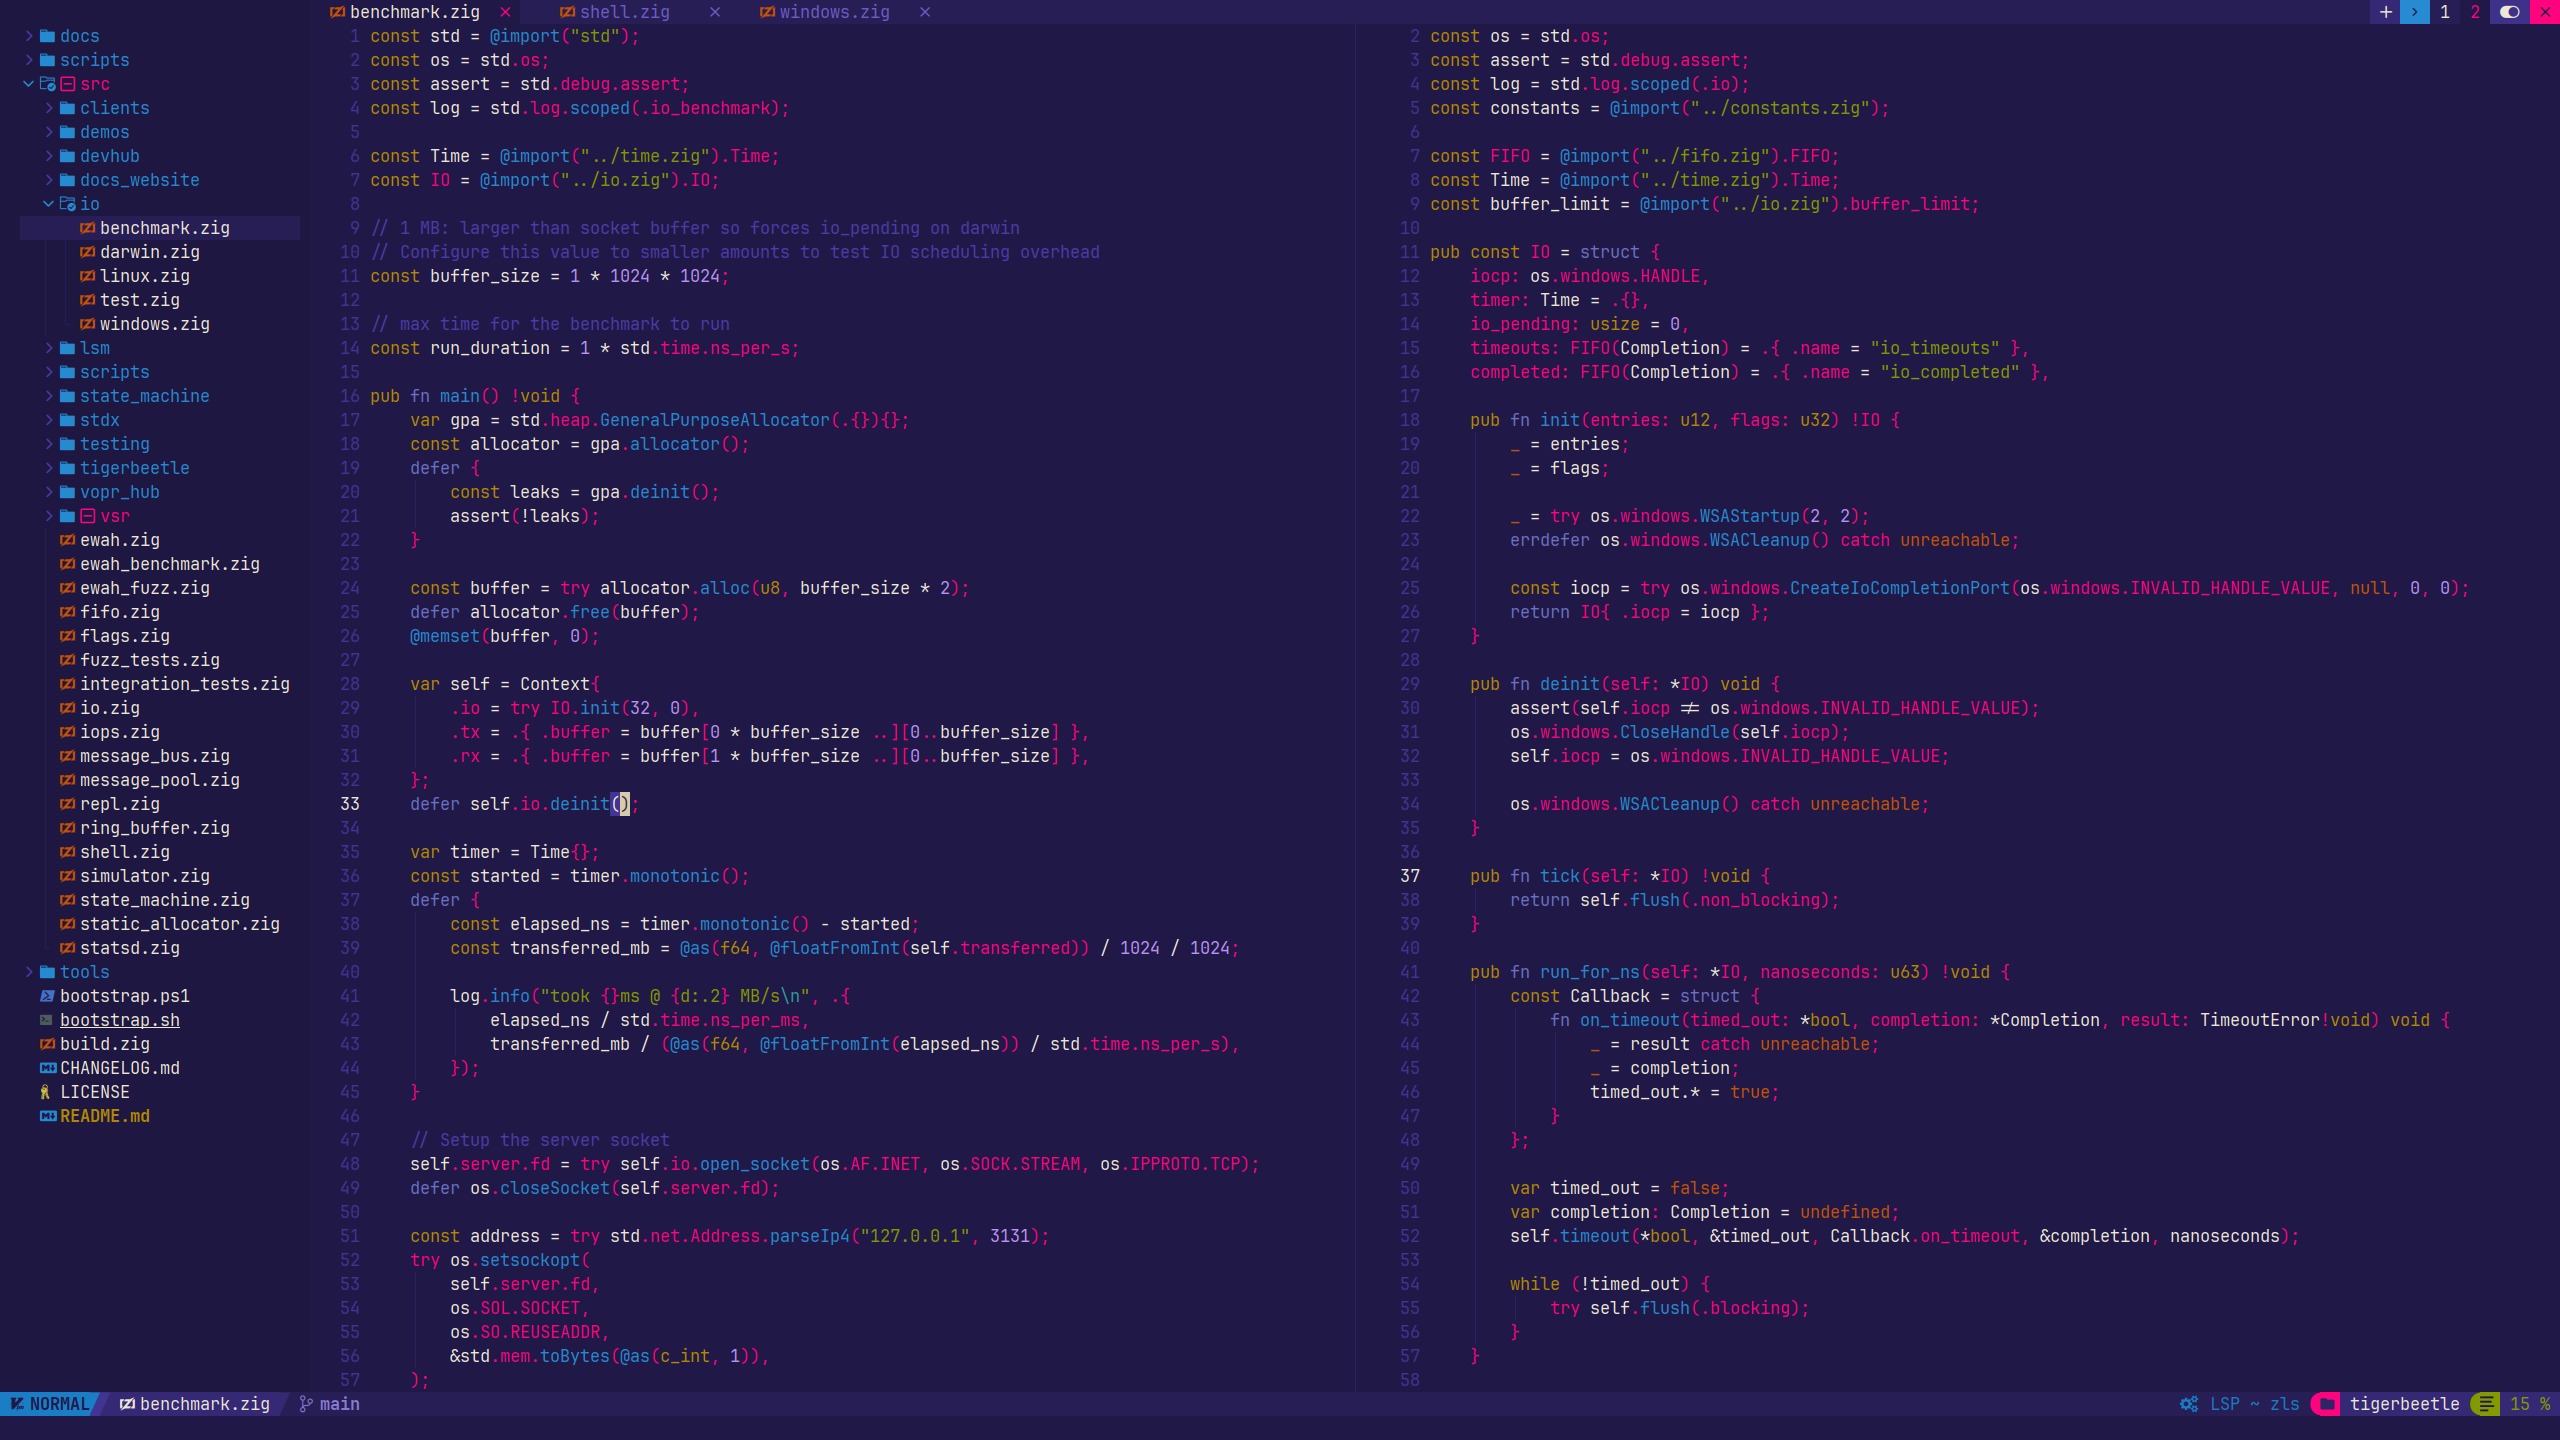 benchmark.zig × shell.zig × windows.zig × + › 1 2 ×
docs
scripts
src
clients
demos
devhub
docs_website
io
benchmark.zig
darwin.zig
linux.zig
test.zig
windows.zig
lsm
scripts
state_machine
stdx
testing
tigerbeetle
vopr_hub
vsr
ewah.zig
ewah_benchmark.zig
ewah_fuzz.zig
fifo.zig
flags.zig
fuzz_tests.zig
integration_tests.zig
io.zig
iops.zig
message_bus.zig
message_pool.zig
repl.zig
ring_buffer.zig
shell.zig
simulator.zig
state_machine.zig
static_allocator.zig
statsd.zig
tools
bootstrap.ps1
bootstrap.sh
build.zig
CHANGELOG.md
LICENSE
README.md
1 const std = @import("std");
2 const os = std.os;
3 const assert = std.debug.assert;
4 const log = std.log.scoped(.io_benchmark);
5
6 const Time = @import("../time.zig").Time;
7 const IO = @import("../io.zig").IO;
8
9 // 1 MB: larger than socket buffer so forces io_pending on darwin
10 // Configure this value to smaller amounts to test IO scheduling overhead
11 const buffer_size = 1 * 1024 * 1024;
12
13 // max time for the benchmark to run
14 const run_duration = 1 * std.time.ns_per_s;
15
16 pub fn main() !void {
17     var gpa = std.heap.GeneralPurposeAllocator(.{}){};
18     const allocator = gpa.allocator();
19     defer {
20         const leaks = gpa.deinit();
21         assert(!leaks);
22     }
23
24     const buffer = try allocator.alloc(u8, buffer_size * 2);
25     defer allocator.free(buffer);
26     @memset(buffer, 0);
27
28     var self = Context{
29         .io = try IO.init(32, 0),
30         .tx = .{ .buffer = buffer[0 * buffer_size ..][0..buffer_size] },
31         .rx = .{ .buffer = buffer[1 * buffer_size ..][0..buffer_size] },
32     };
33     defer self.io.deinit();
34
35     var timer = Time{};
36     const started = timer.monotonic();
37     defer {
38         const elapsed_ns = timer.monotonic() - started;
39         const transferred_mb = @as(f64, @floatFromInt(self.transferred)) / 1024 / 1024;
40
41         log.info("took {}ms @ {d:.2} MB/s\n", .{
42             elapsed_ns / std.time.ns_per_ms,
43             transferred_mb / (@as(f64, @floatFromInt(elapsed_ns)) / std.time.ns_per_s),
44         });
45     }
46
47     // Setup the server socket
48     self.server.fd = try self.io.open_socket(os.AF.INET, os.SOCK.STREAM, os.IPPROTO.TCP);
49     defer os.closeSocket(self.server.fd);
50
51     const address = try std.net.Address.parseIp4("127.0.0.1", 3131);
52     try os.setsockopt(
53         self.server.fd,
54         os.SOL.SOCKET,
55         os.SO.REUSEADDR,
56         &std.mem.toBytes(@as(c_int, 1)),
57     );
2 const os = std.os;
3 const assert = std.debug.assert;
4 const log = std.log.scoped(.io);
5 const constants = @import("../constants.zig");
6
7 const FIFO = @import("../fifo.zig").FIFO;
8 const Time = @import("../time.zig").Time;
9 const buffer_limit = @import("../io.zig").buffer_limit;
10
11 pub const IO = struct {
12     iocp: os.windows.HANDLE,
13     timer: Time = .{},
14     io_pending: usize = 0,
15     timeouts: FIFO(Completion) = .{ .name = "io_timeouts" },
16     completed: FIFO(Completion) = .{ .name = "io_completed" },
17
18     pub fn init(entries: u12, flags: u32) !IO {
19         _ = entries;
20         _ = flags;
21
22         _ = try os.windows.WSAStartup(2, 2);
23         errdefer os.windows.WSACleanup() catch unreachable;
24
25         const iocp = try os.windows.CreateIoCompletionPort(os.windows.INVALID_HANDLE_VALUE, null, 0, 0);
26         return IO{ .iocp = iocp };
27     }
28
29     pub fn deinit(self: *IO) void {
30         assert(self.iocp != os.windows.INVALID_HANDLE_VALUE);
31         os.windows.CloseHandle(self.iocp);
32         self.iocp = os.windows.INVALID_HANDLE_VALUE;
33
34         os.windows.WSACleanup() catch unreachable;
35     }
36
37     pub fn tick(self: *IO) !void {
38         return self.flush(.non_blocking);
39     }
40
41     pub fn run_for_ns(self: *IO, nanoseconds: u63) !void {
42         const Callback = struct {
43             fn on_timeout(timed_out: *bool, completion: *Completion, result: TimeoutError!void) void {
44                 _ = result catch unreachable;
45                 _ = completion;
46                 timed_out.* = true;
47             }
48         };
49
50         var timed_out = false;
51         var completion: Completion = undefined;
52         self.timeout(*bool, &timed_out, Callback.on_timeout, &completion, nanoseconds);
53
54         while (!timed_out) {
55             try self.flush(.blocking);
56         }
57     }
58
NORMAL benchmark.zig main LSP ~ zls tigerbeetle 15 %